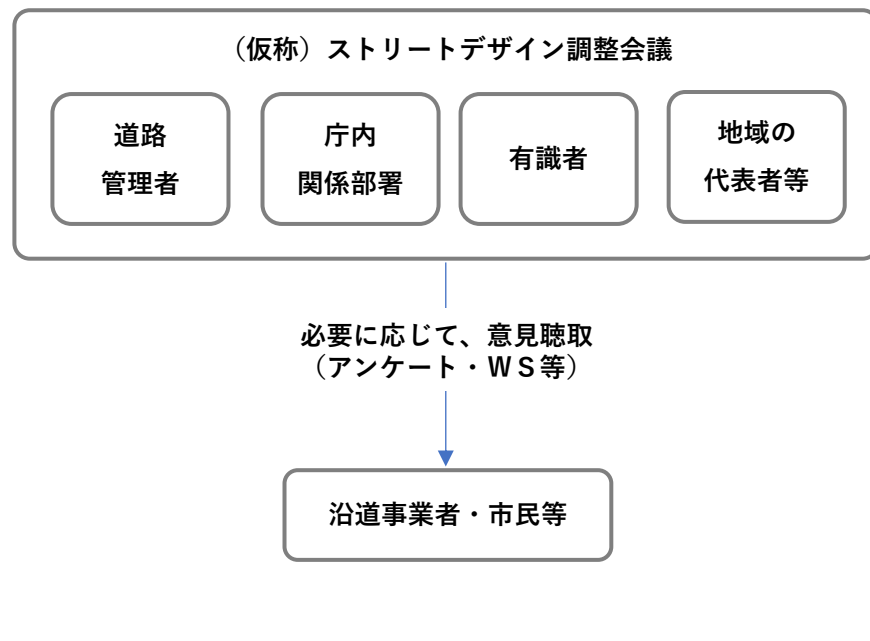 （仮称）ストリートデザイン調整会議
道路
管理者
庁内
関係部署
有識者
地域の
代表者等
必要に応じて、意見聴取
（アンケート・ＷＳ等）
沿道事業者・市民等